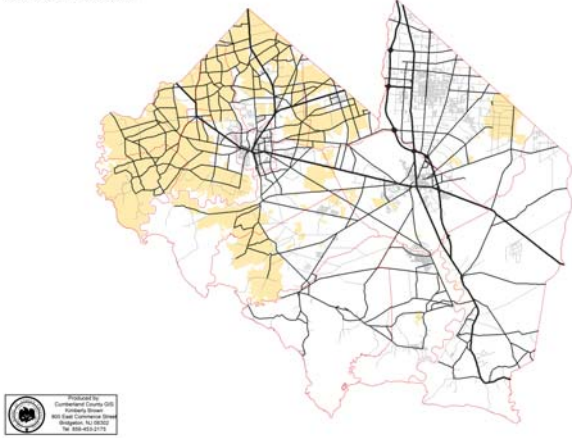 Produced by
Cumberland County GIS
Kimberly Brown
800 East Commerce Street
Bridgeton, NJ 08302
Tel: 856-453-2175